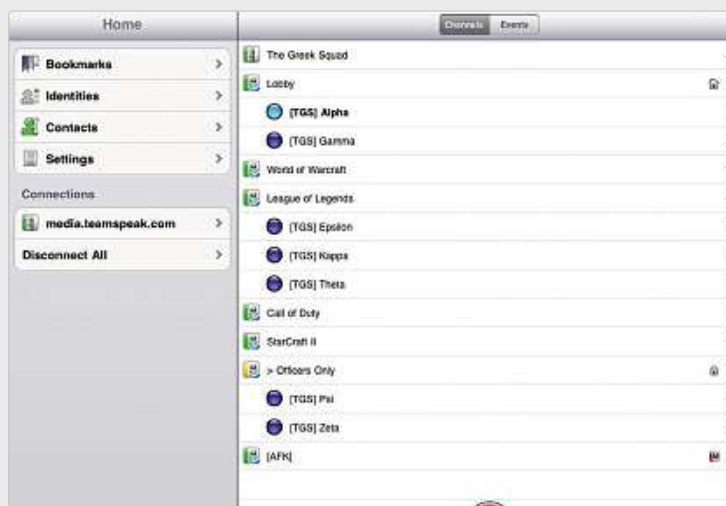 Home
Bookmarks
Identities
Contacts
Settings
Connections
media.teamspeak.com
Disconnect All
Channels Events
The Greek Squad
Lobby
[TGS] Alpha
[TGS] Gamma
World of Warcraft
League of Legends
[TGS] Epsilon
[TGS] Kappa
[TGS] Theta
Call of Duty
StarCraft II
> Officers Only
[TGS] Psi
[TGS] Zeta
[AFK]